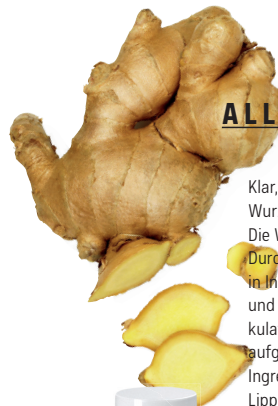 ALL
Klar,
Wur
Die W
Durc
in In
und
kula
aufg
Ingre
Lipp